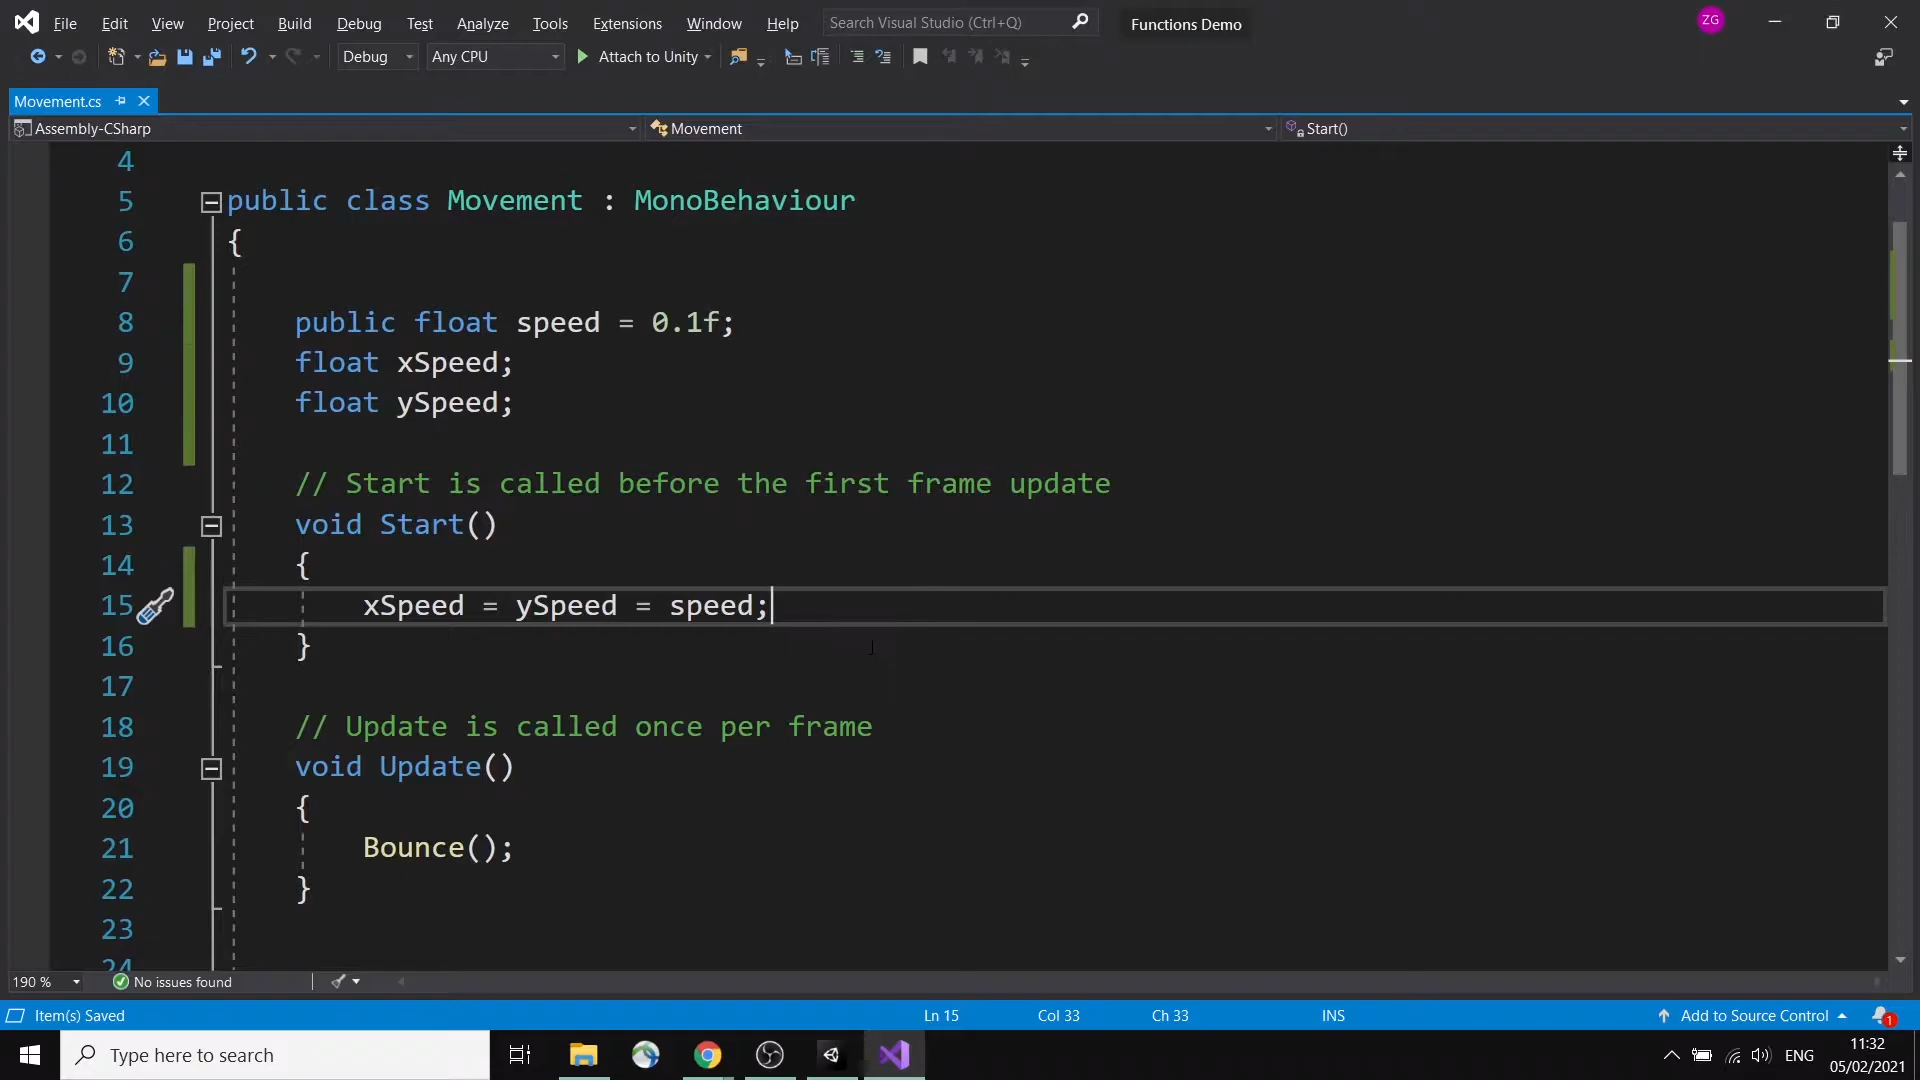 File Edit View Project Build Debug Test Analyze Tools Extensions Window Help Search Visual Studio (Ctrl+Q) Functions Demo ZG
Debug Any CPU Attach to Unity
Movement.cs
Assembly-CSharp Movement Start()
4
5 public class Movement : MonoBehaviour
6 {
7
8 public float speed = 0.1f;
9 float xSpeed;
10 float ySpeed;
11
12 // Start is called before the first frame update
13 void Start()
14 {
15 xSpeed = ySpeed = speed;
16 }
17
18 // Update is called once per frame
19 void Update()
20 {
21 Bounce();
22 }
23
24
190 % No issues found
Item(s) Saved Ln 15 Col 33 Ch 33 INS Add to Source Control 1
Type here to search ENG 11:32
05/02/2021